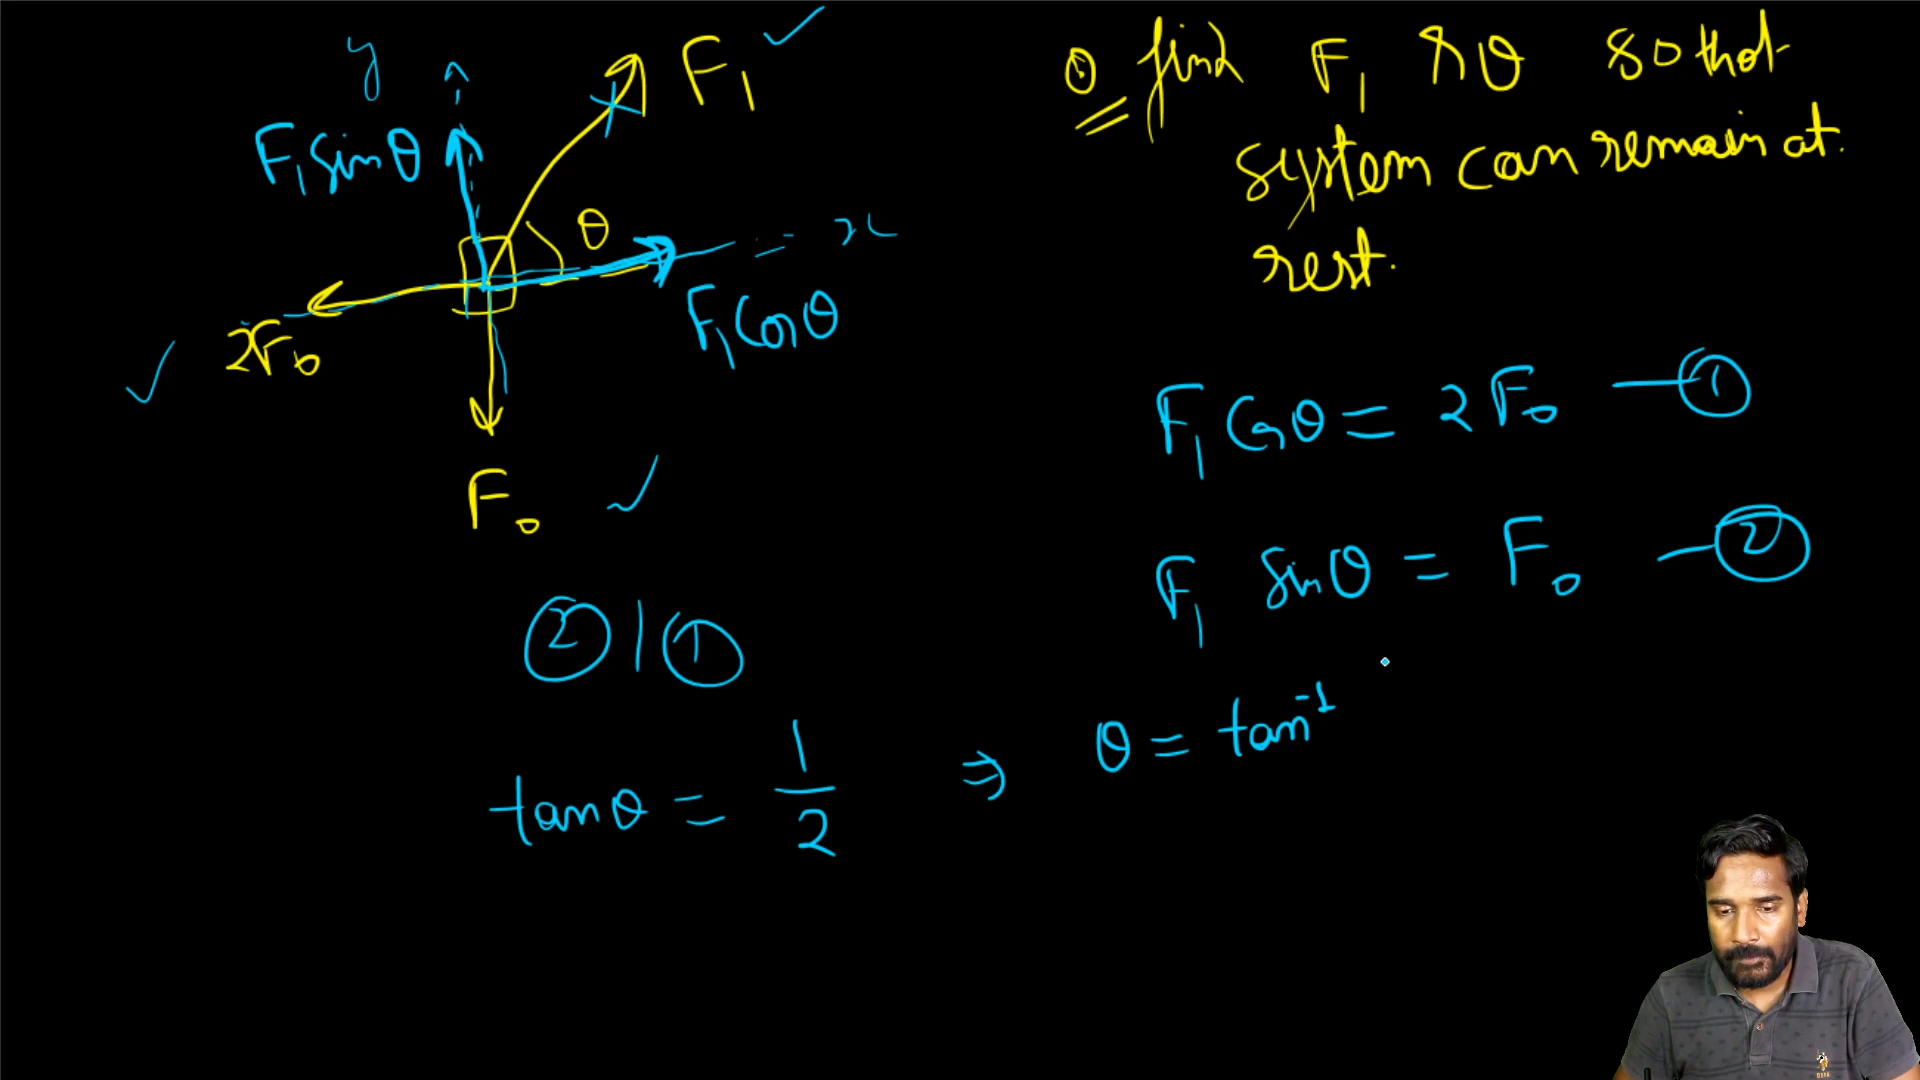 y
F₁ ✓
F₁ sinθ
θ
x
F₁ Cosθ
✓ 2F₀
F₀ ✓
Q find F₁ & θ so that
system can remain at
rest.
F₁ Cosθ = 2F₀ — ①
F₁ sinθ = F₀ — ②
② / ①
tanθ = 1/2 ⇒ θ = tan⁻¹